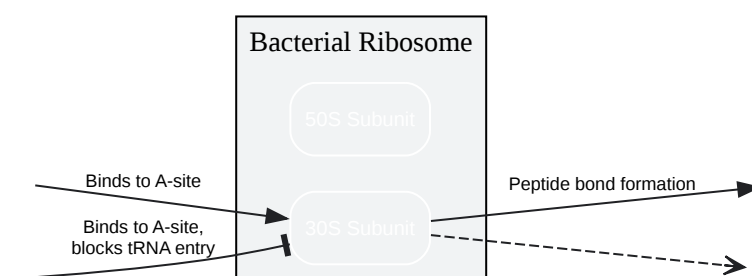 Bacterial Ribosome
50S Subunit
Binds to A-site
Peptide bond formation
Binds to A-site,
blocks tRNA entry
30S Subunit